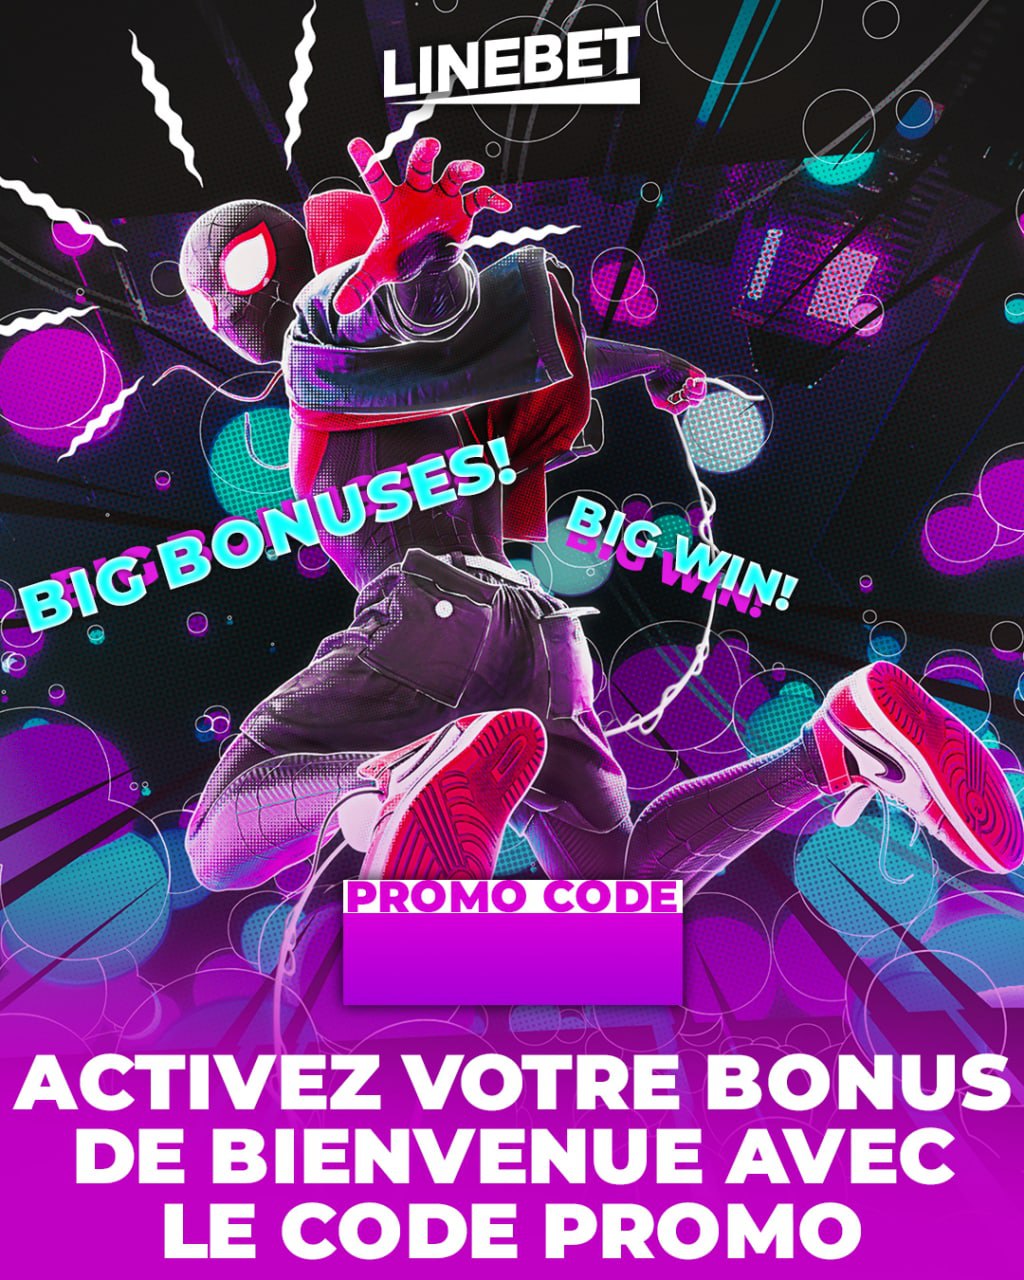 LINEBET
BIG BONUSES!
BIG WIN!
PROMO CODE
ACTIVEZ VOTRE BONUS
DE BIENVENUE AVEC
LE CODE PROMO